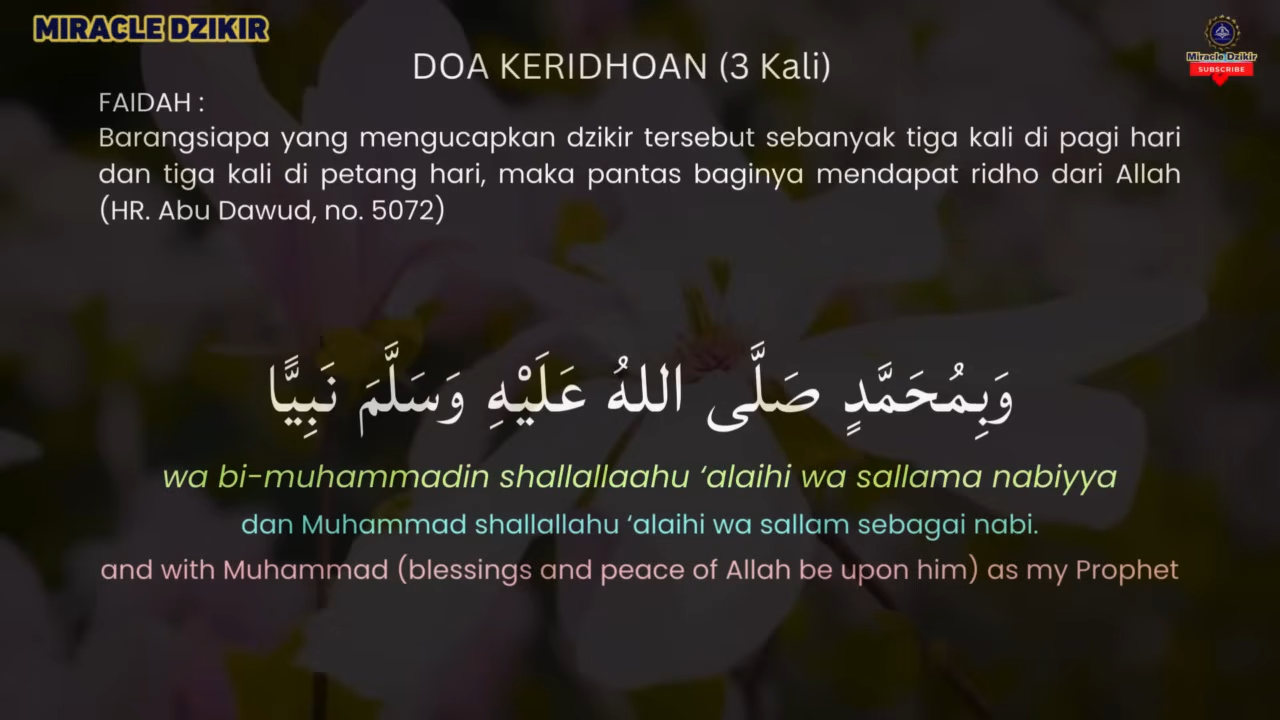 MIRACLE DZIKIR
Miracle Dzikir
SUBSCRIBE
DOA KERIDHOAN (3 Kali)
FAIDAH :
Barangsiapa yang mengucapkan dzikir tersebut sebanyak tiga kali di pagi hari
dan tiga kali di petang hari, maka pantas baginya mendapat ridho dari Allah
(HR. Abu Dawud, no. 5072)
وَبِمُحَمَّدٍ صَلَّى اللهُ عَلَيْهِ وَسَلَّمَ نَبِيًّا
wa bi-muhammadin shallallaahu ‘alaihi wa sallama nabiyya
dan Muhammad shallallahu ‘alaihi wa sallam sebagai nabi.
and with Muhammad (blessings and peace of Allah be upon him) as my Prophet